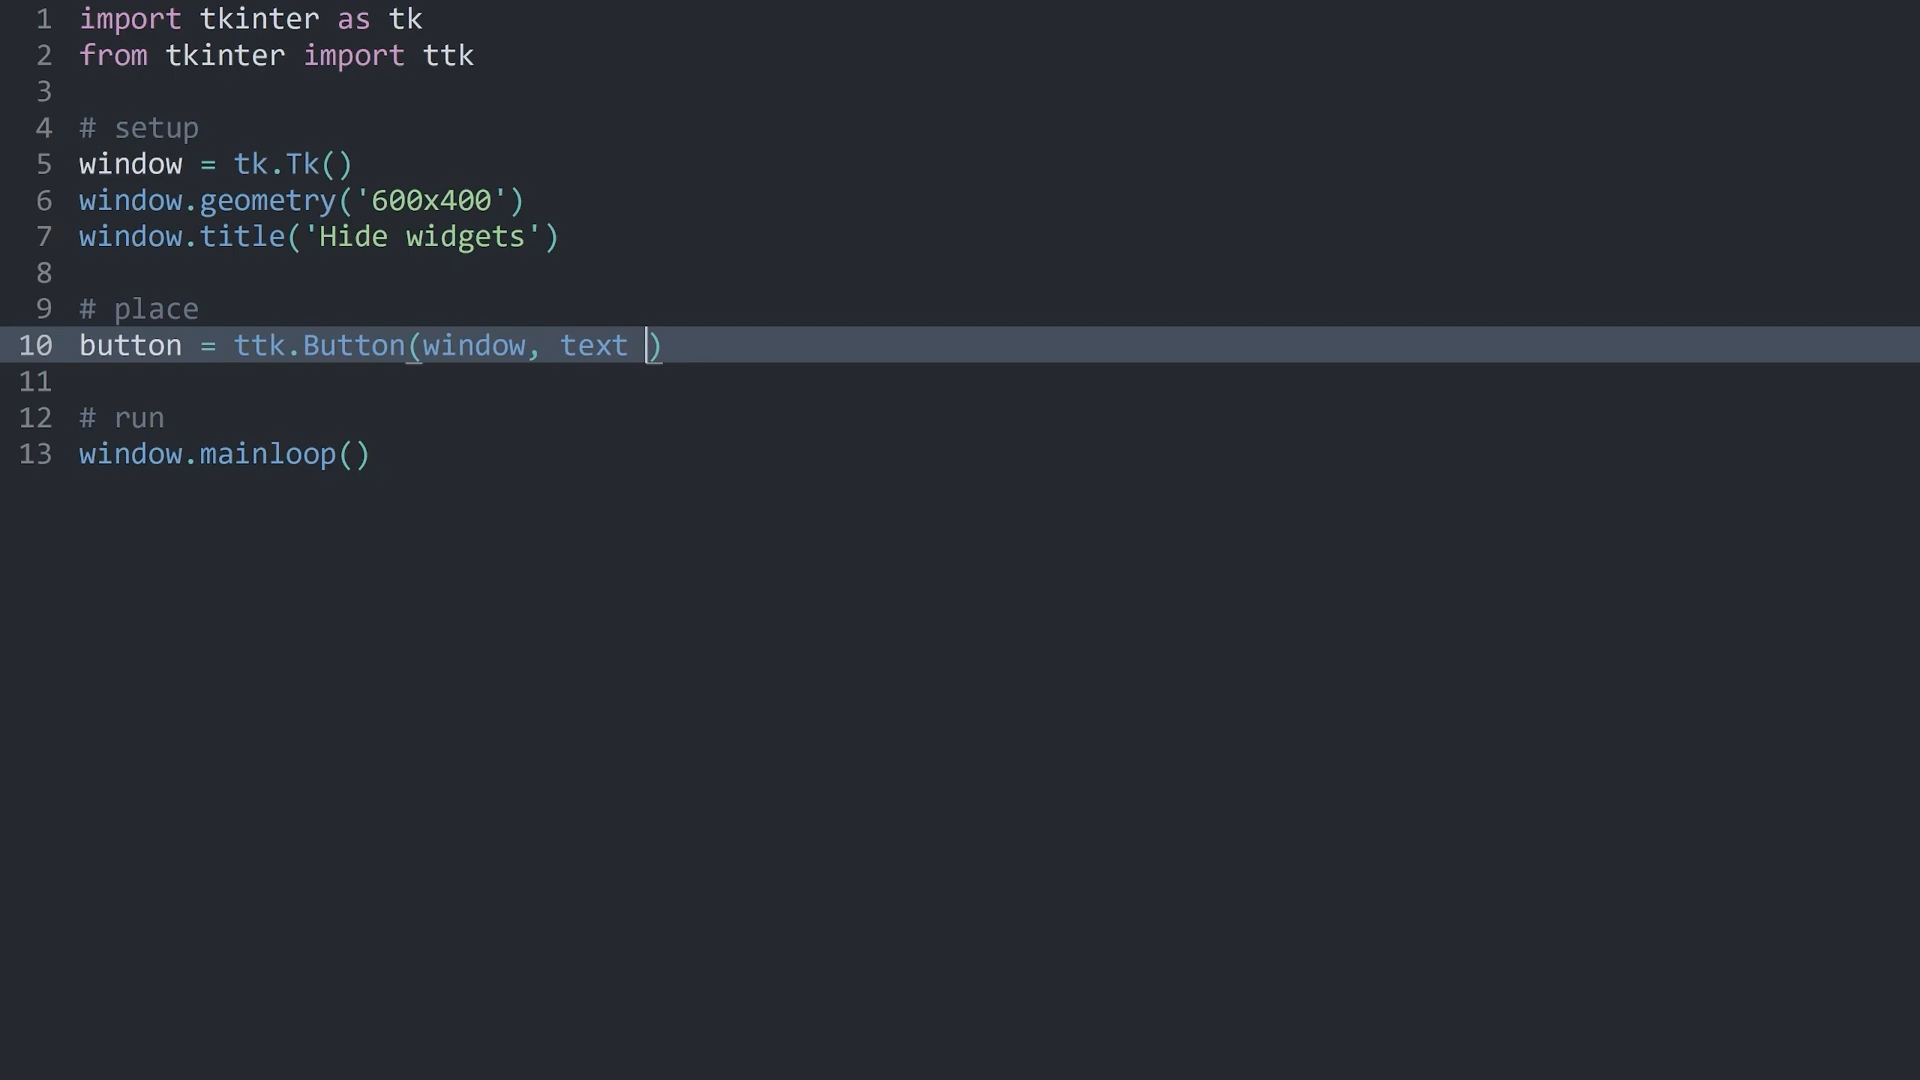 1 import tkinter as tk
2 from tkinter import ttk
3
4 # setup
5 window = tk.Tk()
6 window.geometry('600x400')
7 window.title('Hide widgets')
8
9 # place
10 button = ttk.Button(window, text )
11
12 # run
13 window.mainloop()